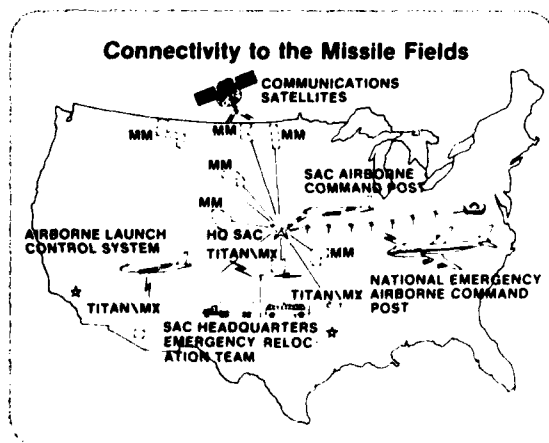 Connectivity to the Missile Fields
COMMUNICATIONS
SATELLITES
MM
MM
MM
MM
SAC AIRBORNE
COMMAND POST
MM
AIRBORNE LAUNCH
CONTROL SYSTEM
HQ SAC
TITAN\MX
MM
NATIONAL EMERGENCY
AIRBORNE COMMAND
POST
TITAN\MX
TITAN\MX
SAC HEADQUARTERS
EMERGENCY RELOC
ATION TEAM